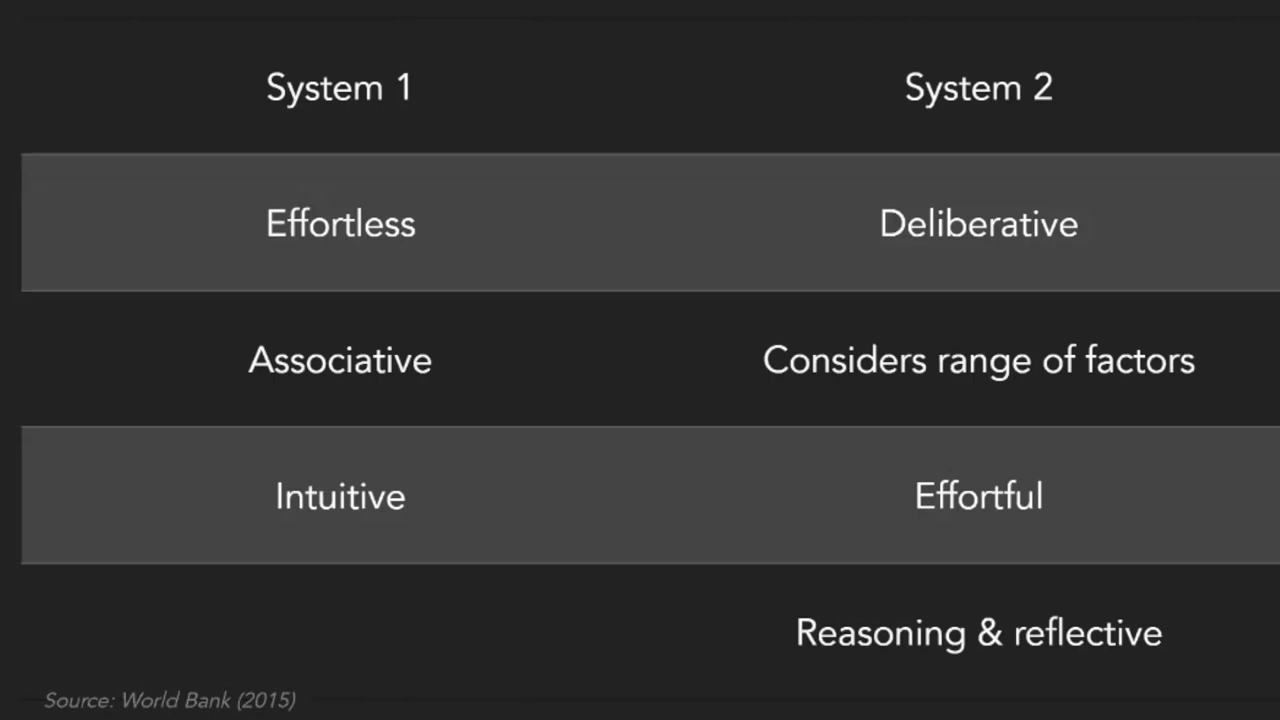 System 1
System 2
Effortless
Deliberative
Associative
Considers range of factors
Intuitive
Effortful
Reasoning & reflective
Source: World Bank (2015)